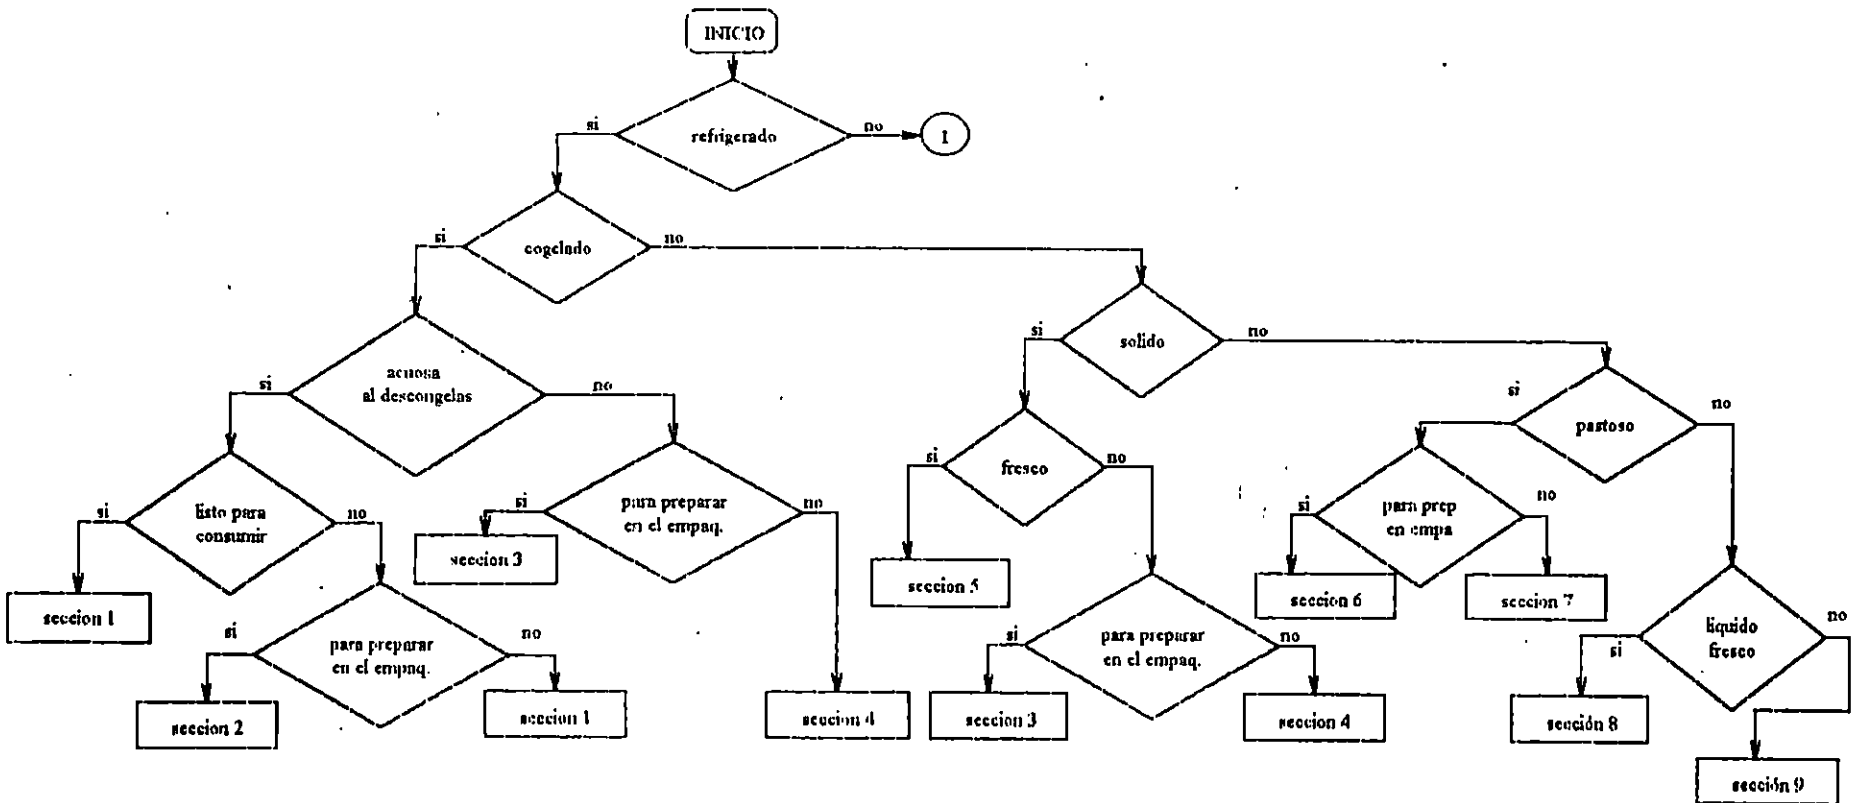 INICIO
si
refrigerado
no
1
si
cogelado
no
si
solido
no
si
acuosa
al descongelas
no
si
pastoso
no
si
fresco
no
si
listo para
consumir
no
si
para preparar
en el empaq.
no
si
para prep
en empa
no
seccion 3
seccion 5
seccion 6
seccion 7
seccion 1
si
para preparar
en el empaq.
no
si
para preparar
en el empaq.
no
si
liquido
fresco
no
seccion 2
seccion 1
seccion 4
seccion 3
seccion 4
sección 8
sección 9